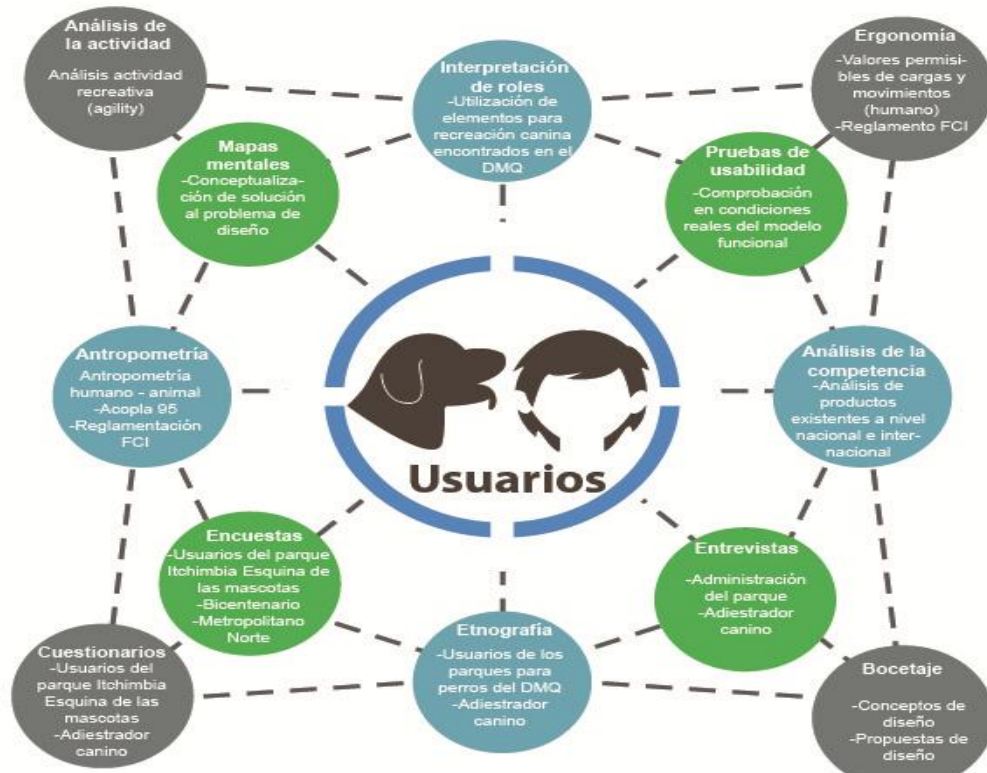 Análisis de
la actividad
Análisis actividad
recreativa
(agility)
Interpretación
de roles
-Utilización de
elementos para
recreación canina
encontrados en el
DMQ
Ergonomía
-Valores permisi-
bles de cargas y
movimientos
(humano)
-Reglamento FCI
Mapas
mentales
-Conceptualiza-
ción de solución
al problema de
diseño
Pruebas de
usabilidad
-Comprobación
en condiciones
reales del modelo
funcional
Antropometría
Antropometría
humano - animal
-Acopla 95
-Reglamentación
FCI
Usuarios
Análisis de la
competencia
-Análisis de
productos
existentes a nivel
nacional e inter-
nacional
Encuestas
-Usuarios del parque
Itchimbia Esquina de
las mascotas
-Bicentenario
-Metropolitano
Norte
Entrevistas
-Administración
del parque
-Adiestrador
canino
Cuestionarios
-Usuarios del
parque Itchimbia
Esquina de las
mascotas
-Adiestrador
canino
Etnografía
-Usuarios de los
parques para
perros del DMQ
-Adiestrador
canino
Bocetaje
-Conceptos de
diseño
-Propuestas de
diseño